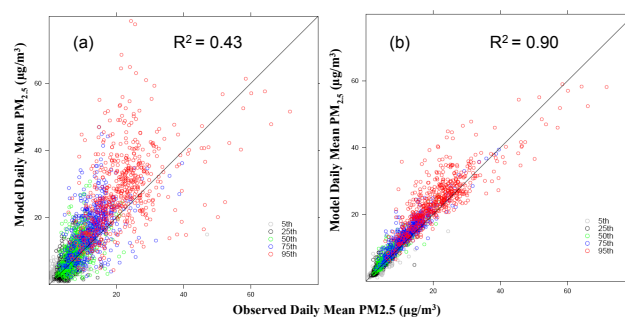 (a)
R² = 0.43
Model Daily Mean PM₂.₅ (µg/m³)
60
40
20
5th
25th
50th
75th
95th
20
40
60
(b)
R² = 0.90
Model Daily Mean PM₂.₅ (µg/m³)
60
40
20
5th
25th
50th
75th
95th
20
40
60
Observed Daily Mean PM2.5 (µg/m³)